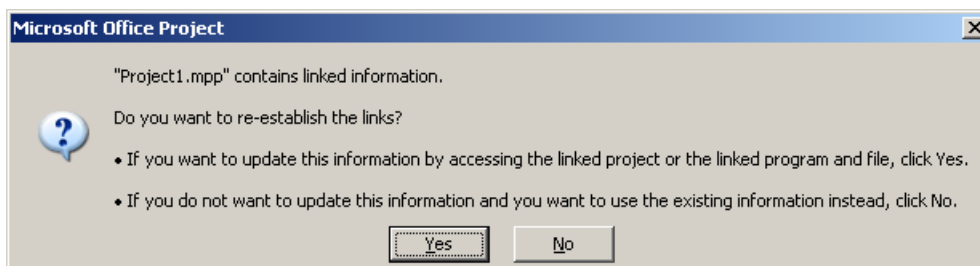 Microsoft Office Project
"Project1.mpp" contains linked information.
Do you want to re-establish the links?
• If you want to update this information by accessing the linked project or the linked program and file, click Yes.
• If you do not want to update this information and you want to use the existing information instead, click No.
Yes No